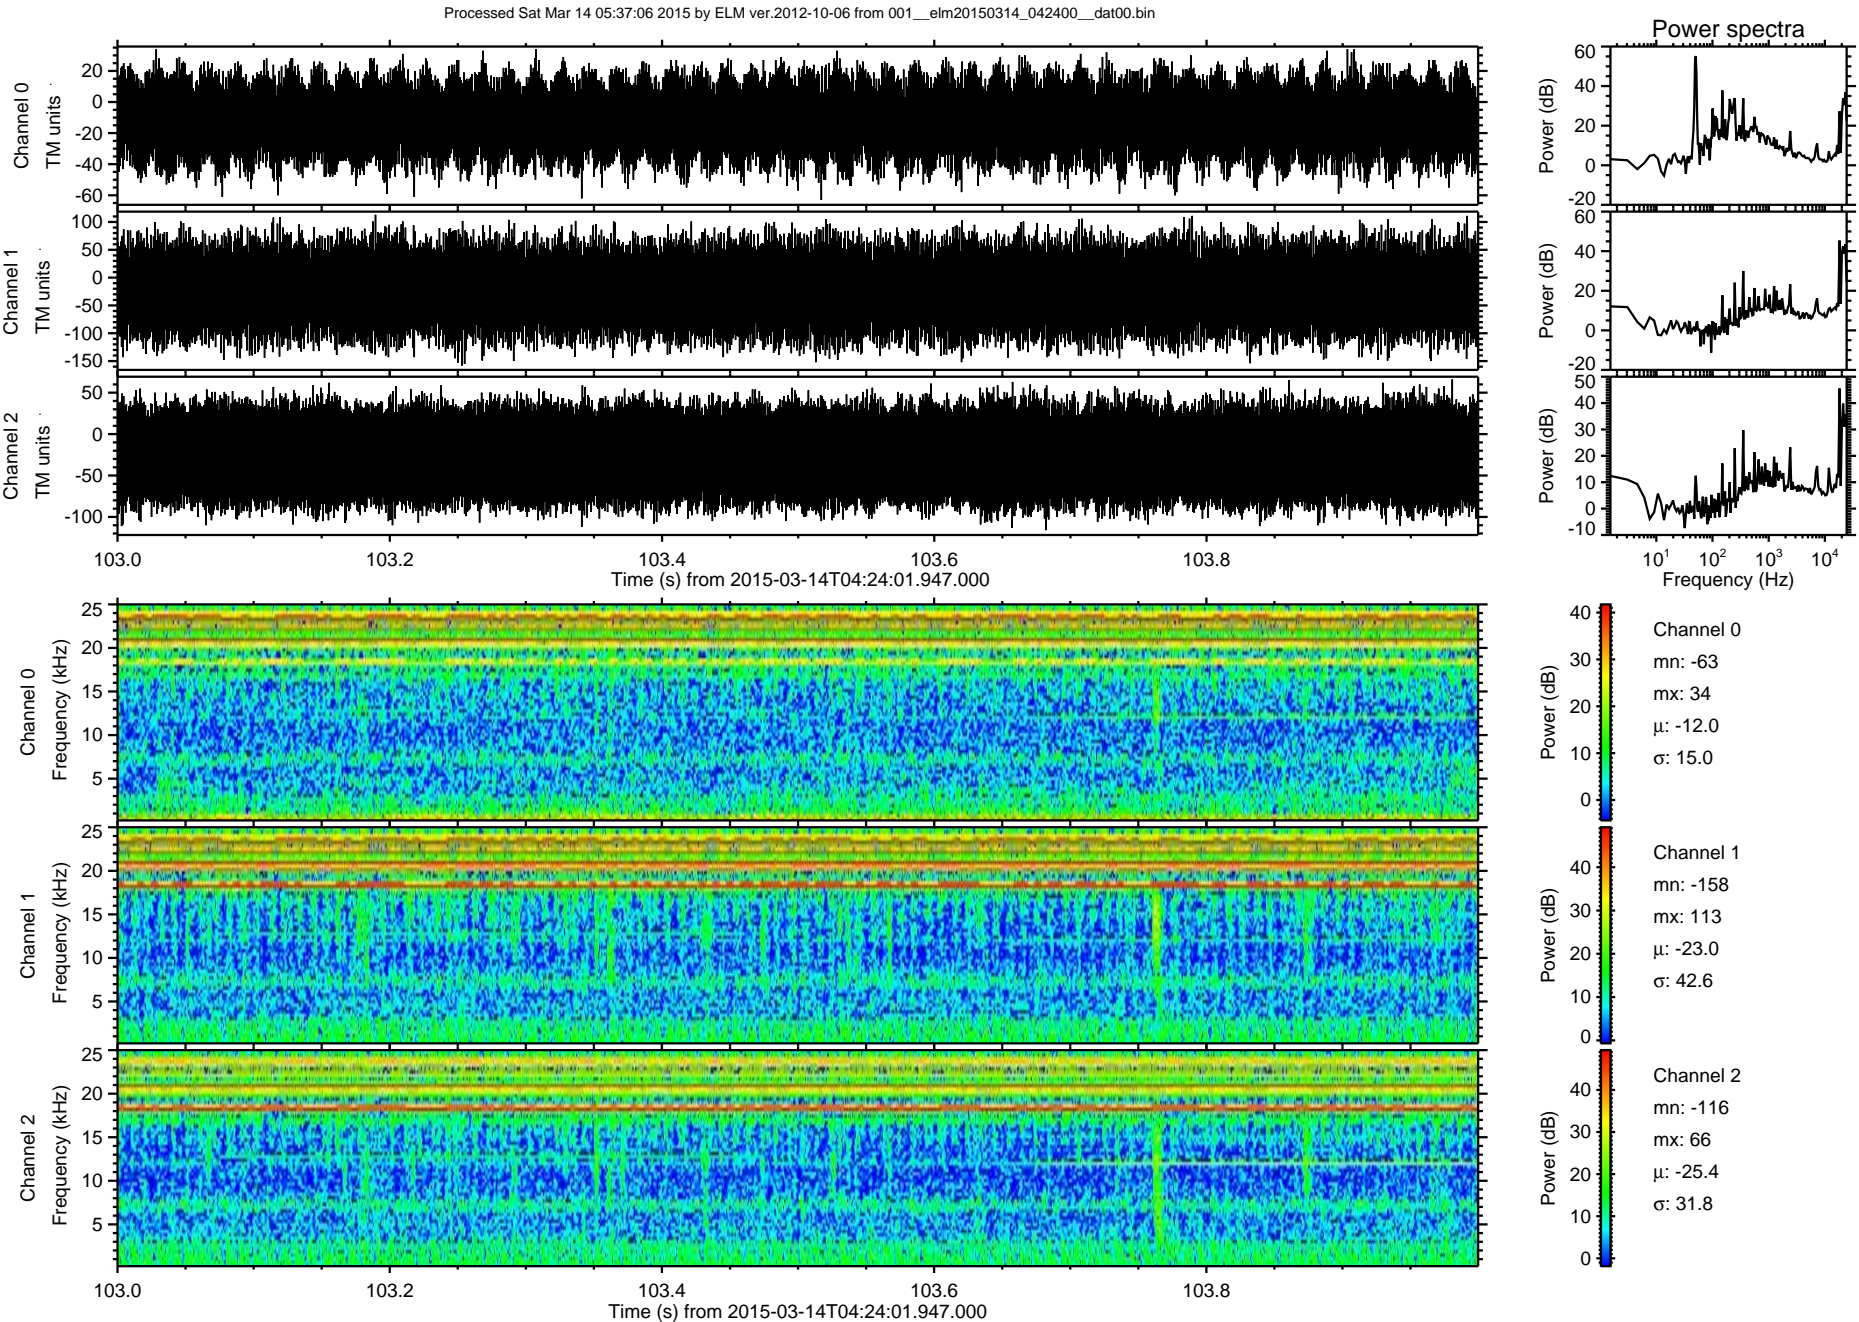 Processed Sat Mar 14 05:37:06 2015 by ELM ver.2012-10-06 from 001__elm20150314_042400__dat00.bin
Power spectra
Channel 0
TM units
20
0
-20
-40
-60
Power (dB)
60
40
20
0
-20
Channel 1
TM units
100
50
0
-50
-100
-150
Power (dB)
60
40
20
0
-20
Channel 2
TM units
50
0
-50
-100
Power (dB)
50
40
30
20
10
0
-10
103.0 103.2 103.4 103.6 103.8
Time (s) from 2015-03-14T04:24:01.947.000
10^1 10^2 10^3 10^4
Frequency (Hz)
Channel 0
Frequency (kHz)
25
20
15
10
5
Power (dB)
40
30
20
10
0
Channel 0
mn: -63
mx: 34
μ: -12.0
σ: 15.0
Channel 1
Frequency (kHz)
25
20
15
10
5
Power (dB)
40
30
20
10
0
Channel 1
mn: -158
mx: 113
μ: -23.0
σ: 42.6
Channel 2
Frequency (kHz)
25
20
15
10
5
Power (dB)
40
30
20
10
0
Channel 2
mn: -116
mx: 66
μ: -25.4
σ: 31.8
103.0 103.2 103.4 103.6 103.8
Time (s) from 2015-03-14T04:24:01.947.000